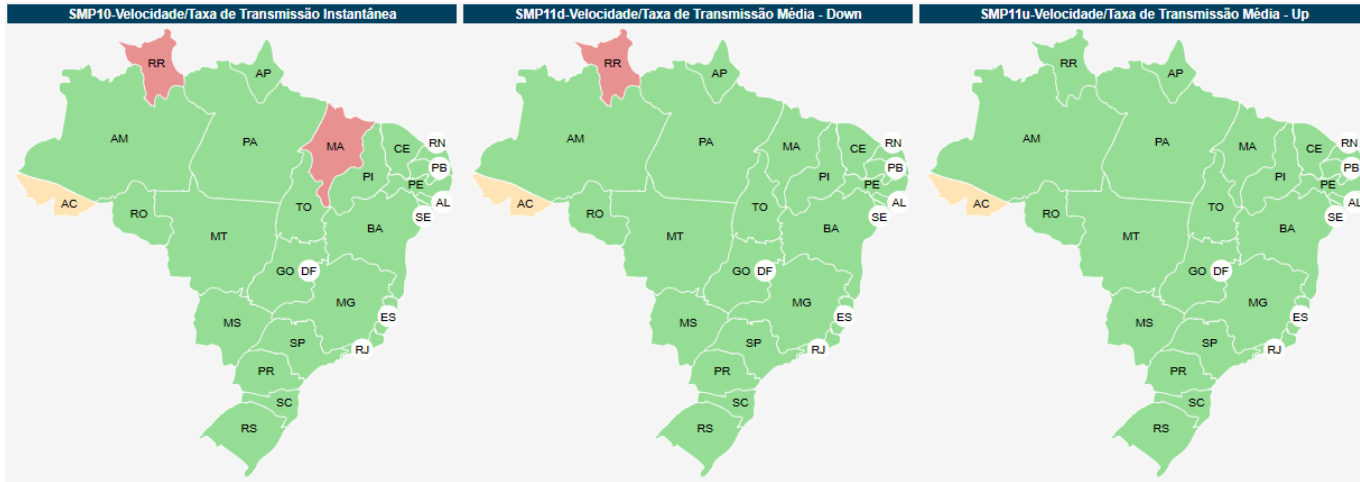 SMP10-Velocidade/Taxa de Transmissão Instantânea
RR
AP
AM
PA
MA
CE
RN
PB
PI
PE
AL
AC
TO
SE
RO
BA
MT
GO
DF
MG
ES
MS
SP
RJ
PR
SC
RS
SMP11d-Velocidade/Taxa de Transmissão Média - Down
RR
AP
AM
PA
MA
CE
RN
PB
PI
PE
AL
AC
TO
SE
RO
BA
MT
GO
DF
MG
ES
MS
SP
RJ
PR
SC
RS
SMP11u-Velocidade/Taxa de Transmissão Média - Up
RR
AP
AM
PA
MA
CE
RN
PB
PI
PE
AL
AC
TO
SE
RO
BA
MT
GO
DF
MG
ES
MS
SP
RJ
PR
SC
RS